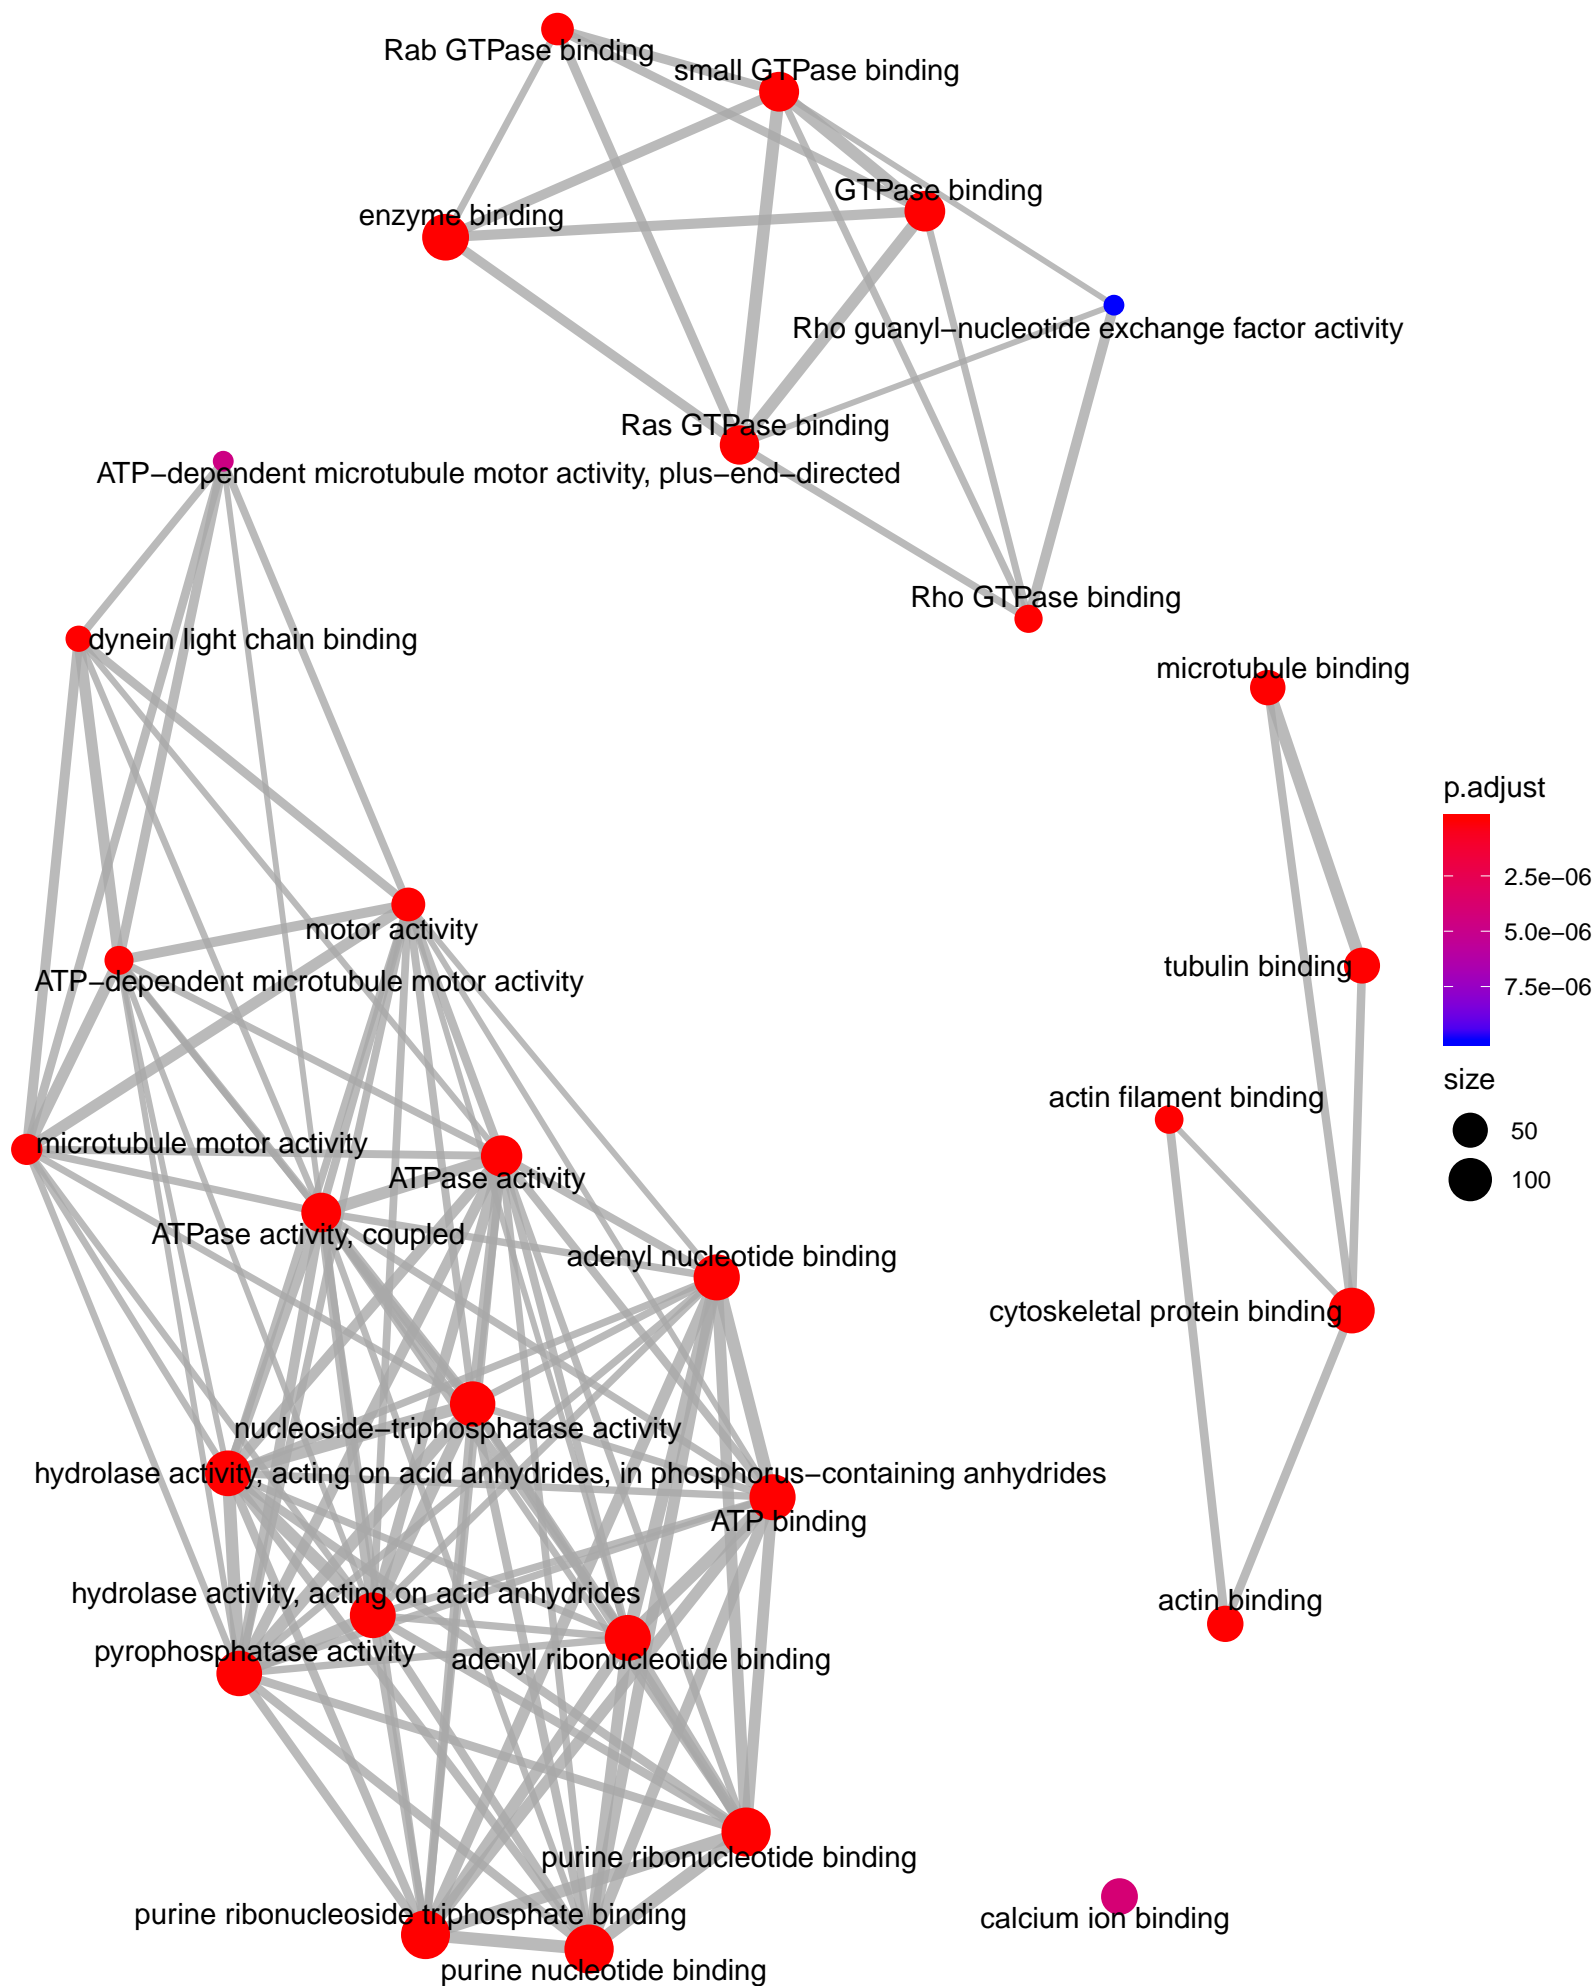 Rab GTPase binding
small GTPase binding
GTPase binding
enzyme binding
Rho guanyl−nucleotide exchange factor activity
Ras GTPase binding
ATP−dependent microtubule motor activity, plus−end−directed
Rho GTPase binding
dynein light chain binding
microtubule binding
p.adjust
2.5e−06
5.0e−06
7.5e−06
motor activity
tubulin binding
ATP−dependent microtubule motor activity
size
50
100
actin filament binding
microtubule motor activity
ATPase activity
ATPase activity, coupled
adenyl nucleotide binding
cytoskeletal protein binding
nucleoside−triphosphatase activity
hydrolase activity, acting on acid anhydrides, in phosphorus−containing anhydrides
ATP binding
hydrolase activity, acting on acid anhydrides
actin binding
pyrophosphatase activity
adenyl ribonucleotide binding
purine ribonucleotide binding
purine ribonucleoside triphosphate binding
calcium ion binding
purine nucleotide binding